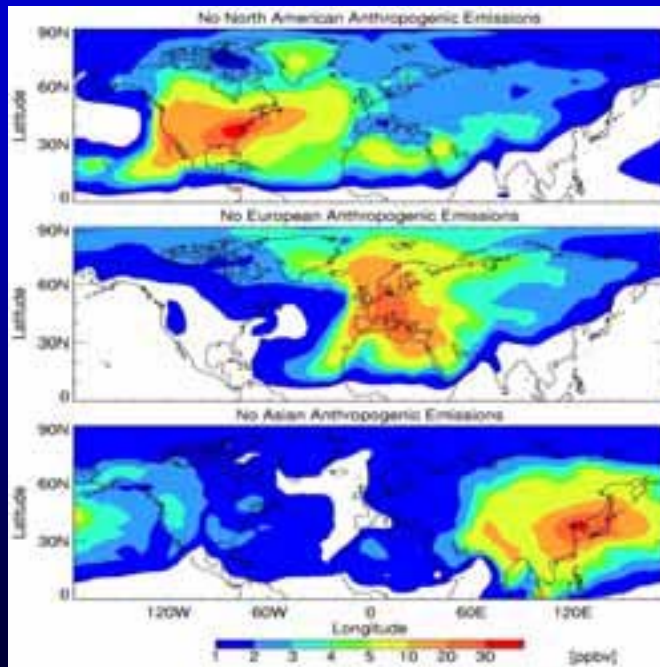 No North American Anthropogenic Emissions
90N
60N
30N
0
Latitude
No European Anthropogenic Emissions
90N
60N
30N
0
Latitude
No Asian Anthropogenic Emissions
90N
60N
30N
0
Latitude
120W 60W 0 60E 120E
Longitude
1 2 3 4 5 10 20 30 [ppbv]